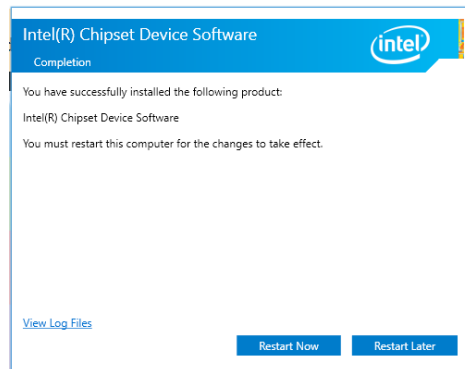 Intel(R) Chipset Device Software
Completion
intel
You have successfully installed the following product:
Intel(R) Chipset Device Software
You must restart this computer for the changes to take effect.
View Log Files
Restart Now
Restart Later